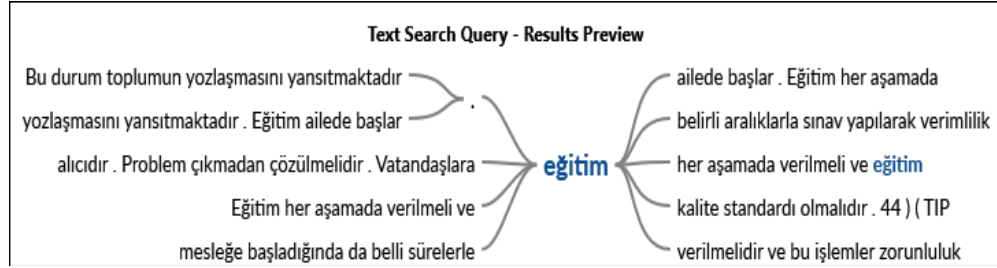 Text Search Query - Results Preview
Bu durum toplumun yozlaşmasını yansıtmaktadır
yozlaşmasını yansıtmaktadır . Eğitim ailede başlar
.
alıcıdır . Problem çıkmadan çözülmelidir . Vatandaşlara
Eğitim her aşamada verilmeli ve
mesleğe başladığında da belli sürelerle
eğitim
ailede başlar . Eğitim her aşamada
belirli aralıklarla sınav yapılarak verimlilik
her aşamada verilmeli ve eğitim
kalite standardı olmalıdır . 44 ) ( TIP
verilmelidir ve bu işlemler zorunluluk